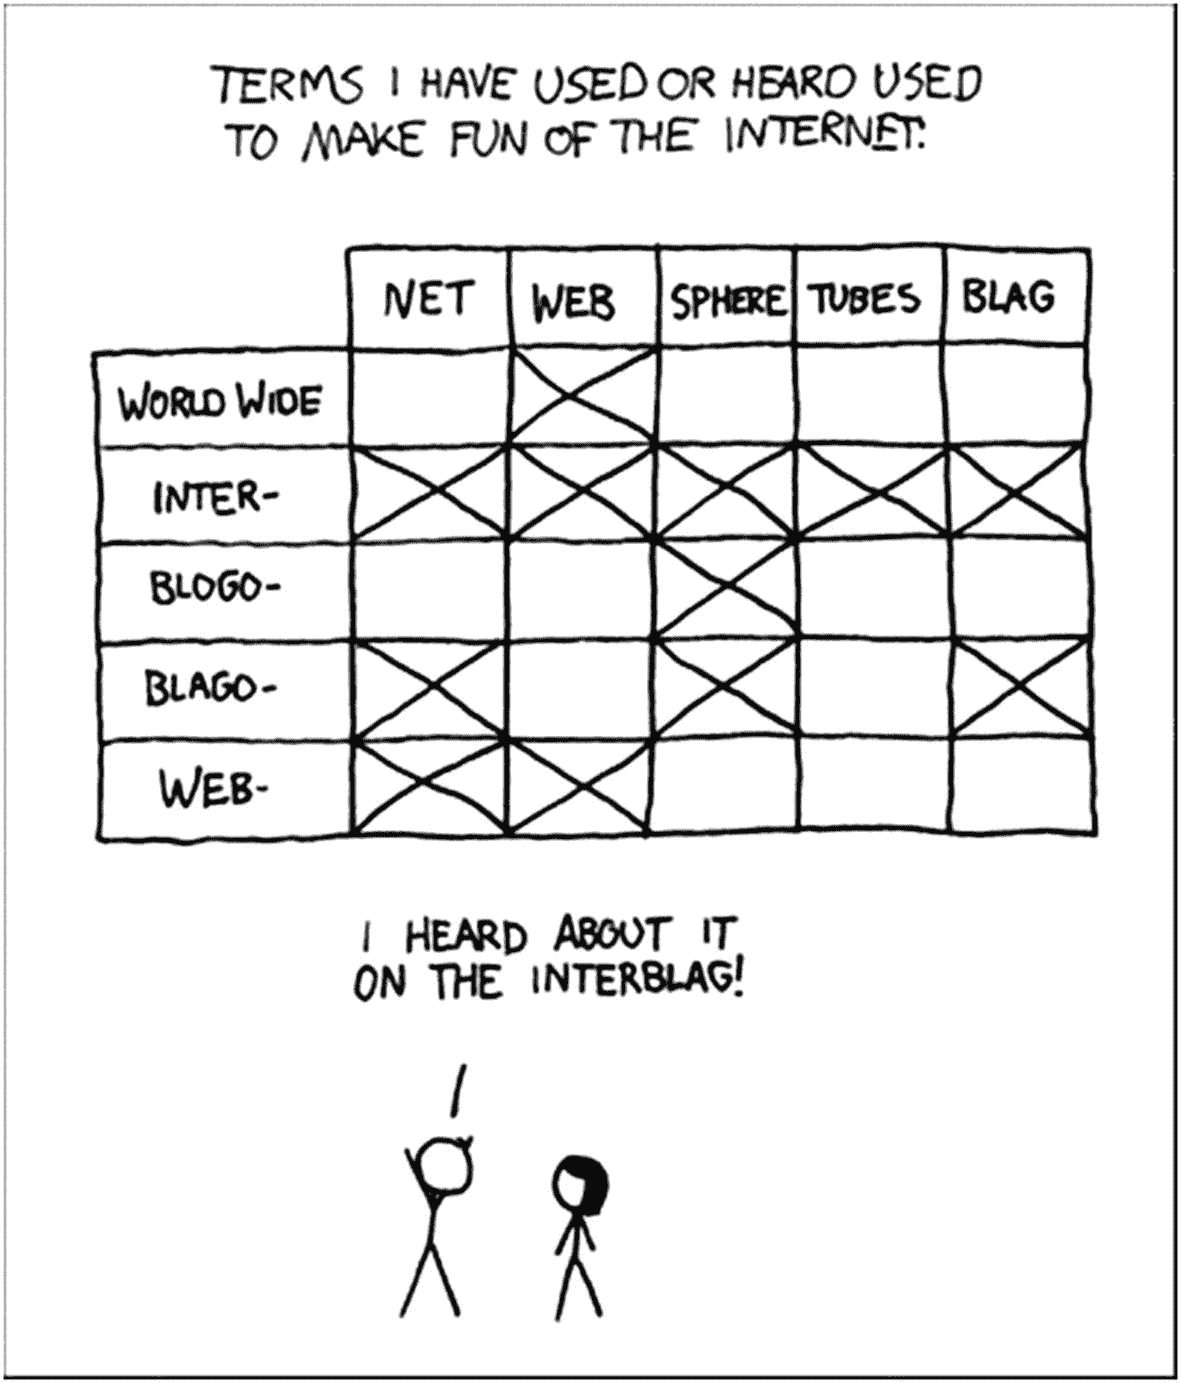 TERMS I HAVE USED OR HEARD USED
TO MAKE FUN OF THE INTERNET:
NET WEB SPHERE TUBES BLAG
WORLD WIDE
INTER-
BLOGO-
BLAGO-
WEB-
I HEARD ABOUT IT
ON THE INTERBLAG!